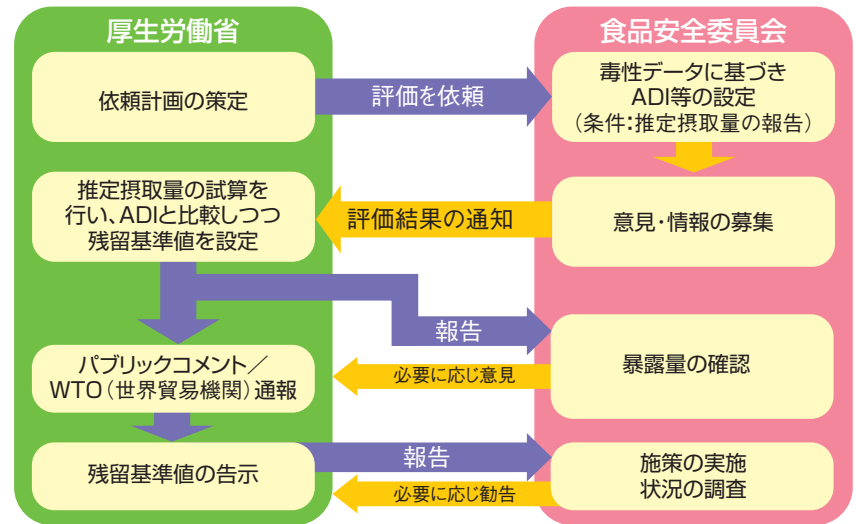 厚生労働省
食品安全委員会
依頼計画の策定
評価を依頼
毒性データに基づき
ADI等の設定
(条件:推定摂取量の報告)
推定摂取量の試算を
行い、ADIと比較しつつ
残留基準値を設定
評価結果の通知
意見・情報の募集
報告
パブリックコメント/
WTO(世界貿易機関)通報
必要に応じ意見
暴露量の確認
残留基準値の告示
報告
必要に応じ勧告
施策の実施
状況の調査